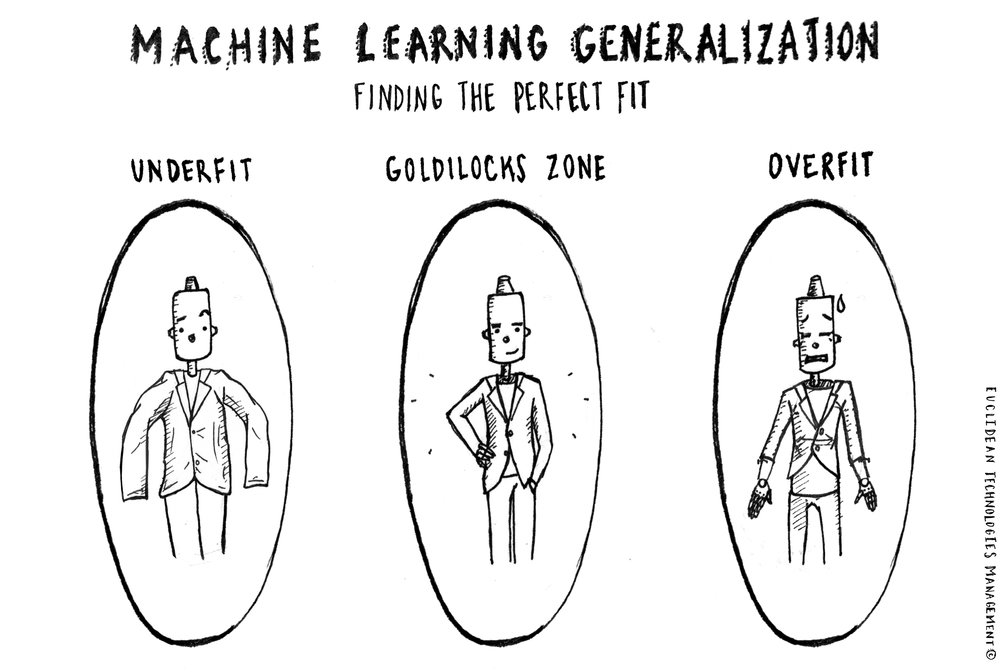 MACHINE LEARNING GENERALIZATION
FINDING THE PERFECT FIT
UNDERFIT
GOLDILOCKS ZONE
OVERFIT
EUCLIDEAN TECHNOLOGIES MANAGEMENT ©